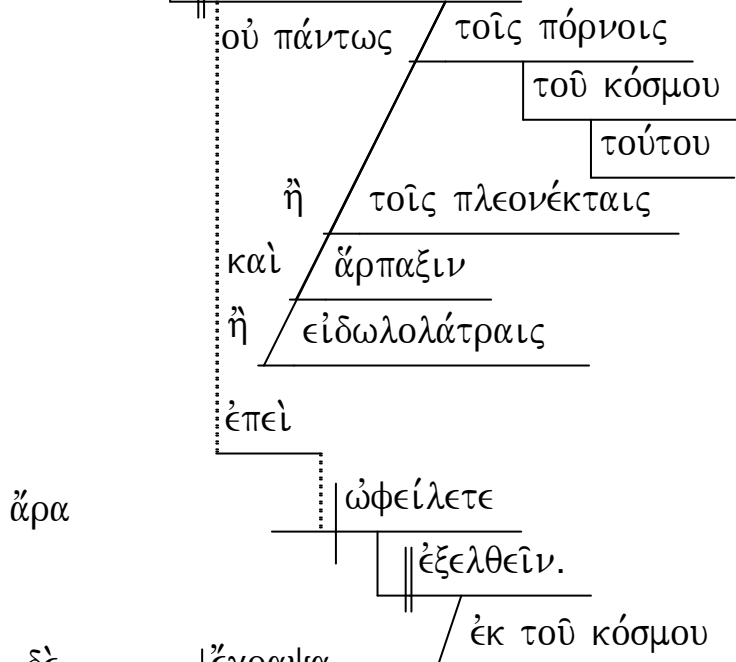 οὐ πάντως τοῖς πόρνοις
τοῦ κόσμου
τούτου
ἢ τοῖς πλεονέκταις
καὶ ἅρπαξιν
ἢ εἰδωλολάτραις
ἐπεὶ
ἄρα ὠφείλετε
ἐξελθεῖν.
ἐκ τοῦ κόσμου